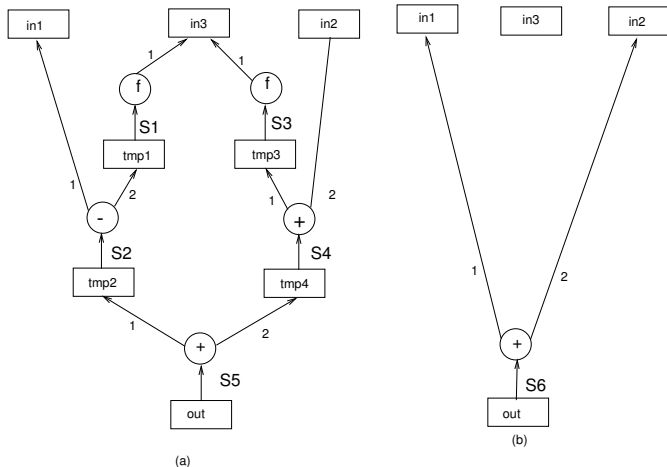 in1
in3
in2
1
1
f
f
S1
S3
tmp1
tmp3
1
2
1
2
-
+
S2
S4
tmp2
tmp4
1
2
+
S5
out
(a)
in1
in3
in2
1
2
+
S6
out
(b)